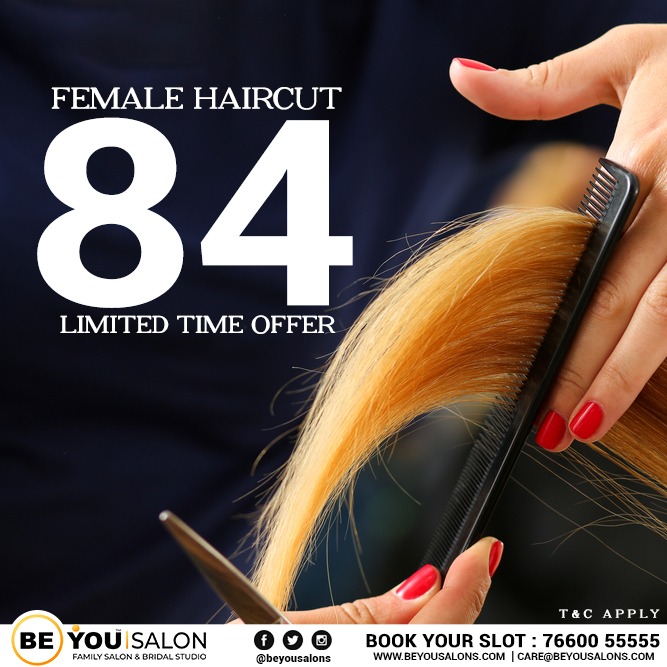 FEMALE HAIRCUT
84
LIMITED TIME OFFER
T&C APPLY
BE YOU SALON
FAMILY SALON & BRIDAL STUDIO
@beyousalons
BOOK YOUR SLOT : 76600 55555
WWW.BEYOUSALONS.COM | CARE@BEYOUSALONS.COM